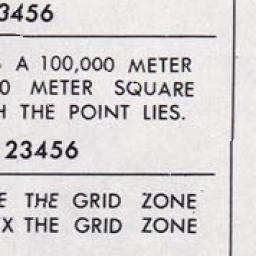 3456
A 100,000 METER
0 METER SQUARE
H THE POINT LIES.
23456
E THE GRID ZONE
X THE GRID ZONE